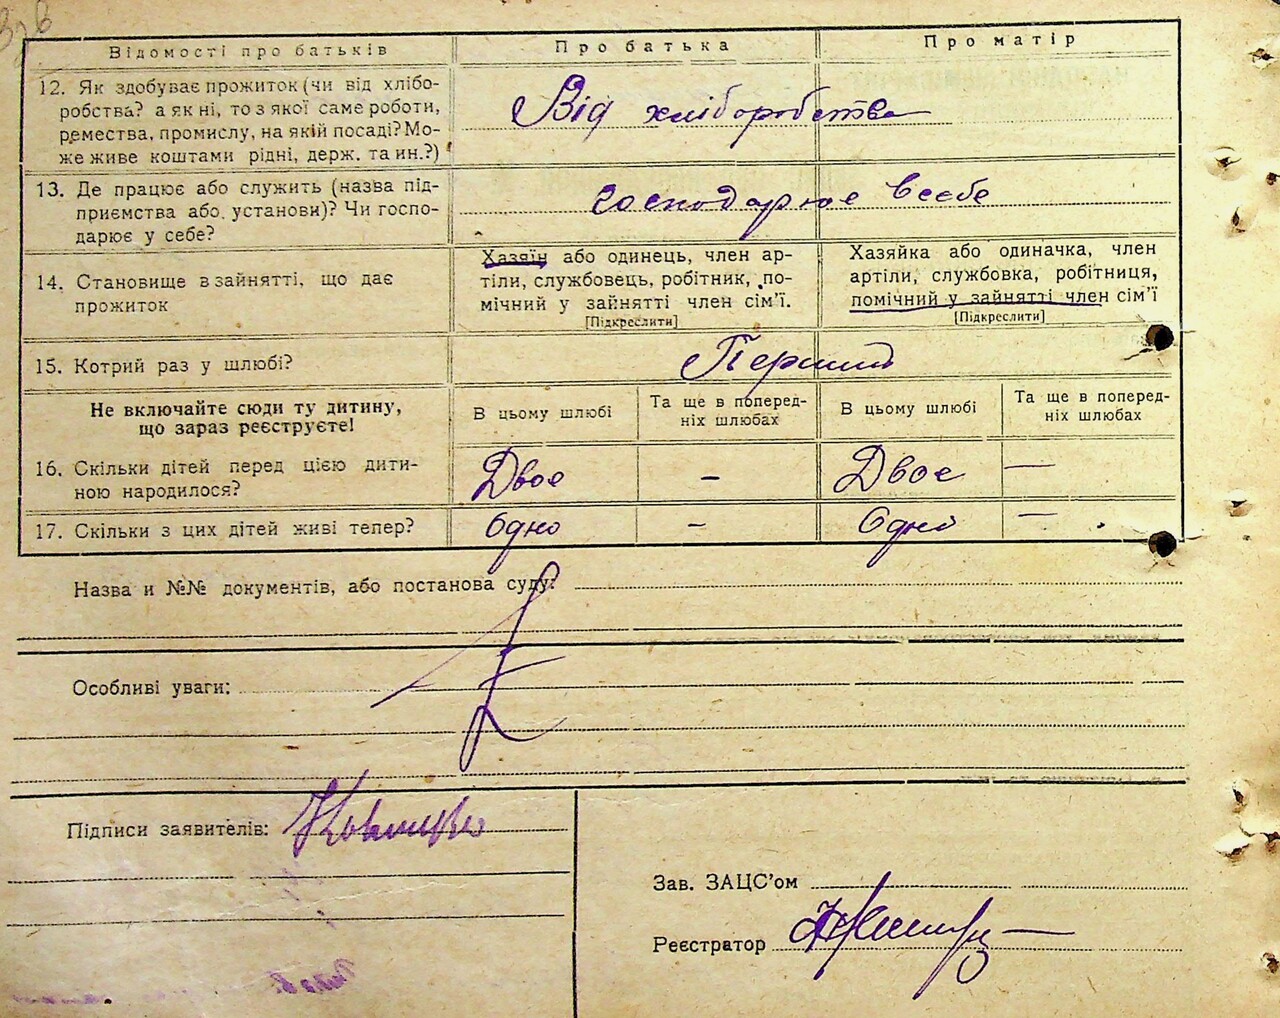 Відомості про батьків
Про батька
Про матір
12. Як здобуває прожиток (чи від хлібо-
робства? а як ні, то з якої саме роботи,
ремества, промислу, на якій посаді? Мо-
же живе коштами рідні, держ. та ин.?)
Від хліборобства
13. Де працює або служить (назва під-
приємства або установи)? Чи госпо-
дарює у себе?
Господарює в себе
14. Становище в зайнятті, що дає
прожиток
Хазяїн або одинець, член ар-
тіли, службовець, робітник, по-
мічний у зайнятті член сім'ї.
[Підкреслити]
Хазяйка або одиначка, член
артіли, службовка, робітниця,
помічний у зайнятті член сім'ї
[Підкреслити]
15. Котрий раз у шлюбі?
Перший
Не включайте сюди ту дитину,
що зараз реєструєте!
В цьому шлюбі
Та ще в поперед-
ніх шлюбах
В цьому шлюбі
Та ще в поперед-
ніх шлюбах
16. Скільки дітей перед цією дити-
ною народилося?
Двоє
–
Двоє
—
17. Скільки з цих дітей живі тепер?
Одно
–
Одно
—
Назва и №№ документів, або постанова суду:
Особливі уваги:
Підписи заявителів:
Зав. ЗАЦС'ом
Реєстратор